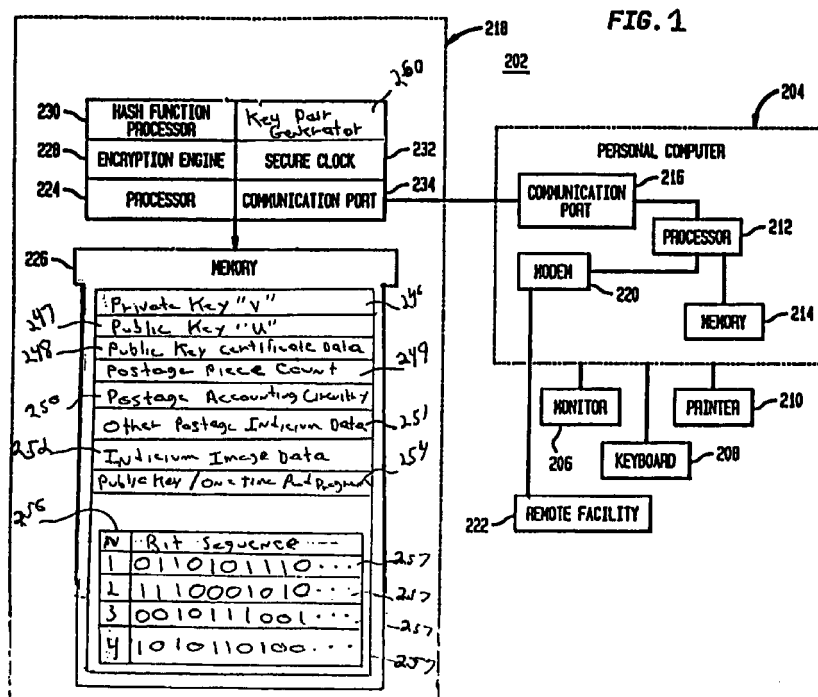 FIG. 1
218
202
260
204
230
HASH FUNCTION PROCESSOR
Key Pair Generator
228
ENCRYPTION ENGINE
SECURE CLOCK
232
224
PROCESSOR
COMMUNICATION PORT
234
PERSONAL COMPUTER
COMMUNICATION PORT
216
PROCESSOR
212
MODEM
220
MEMORY
214
226
MEMORY
Private Key "V"
246
247
Public Key "U"
248
Public Key Certificate Data
Postage Piece Count
249
250
Postage Accounting Circuitry
Other Postage Indicium Data
251
252
Indicium Image Data
Public Key / One Time Pad Program
254
MONITOR
206
KEYBOARD
208
PRINTER
210
222
REMOTE FACILITY
256
N Bit Sequence ---
1 0110101110... 257
2 1110001010... 257
3 0010111001... 257
4 1010110100... 257